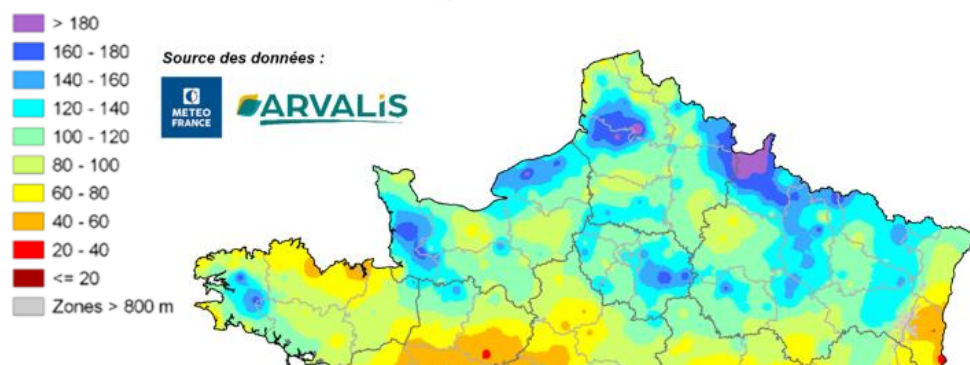 > 180
160 - 180
140 - 160
120 - 140
100 - 120
80 - 100
60 - 80
40 - 60
20 - 40
<= 20
Zones > 800 m
Source des données :
METEO
FRANCE
ARVALIS